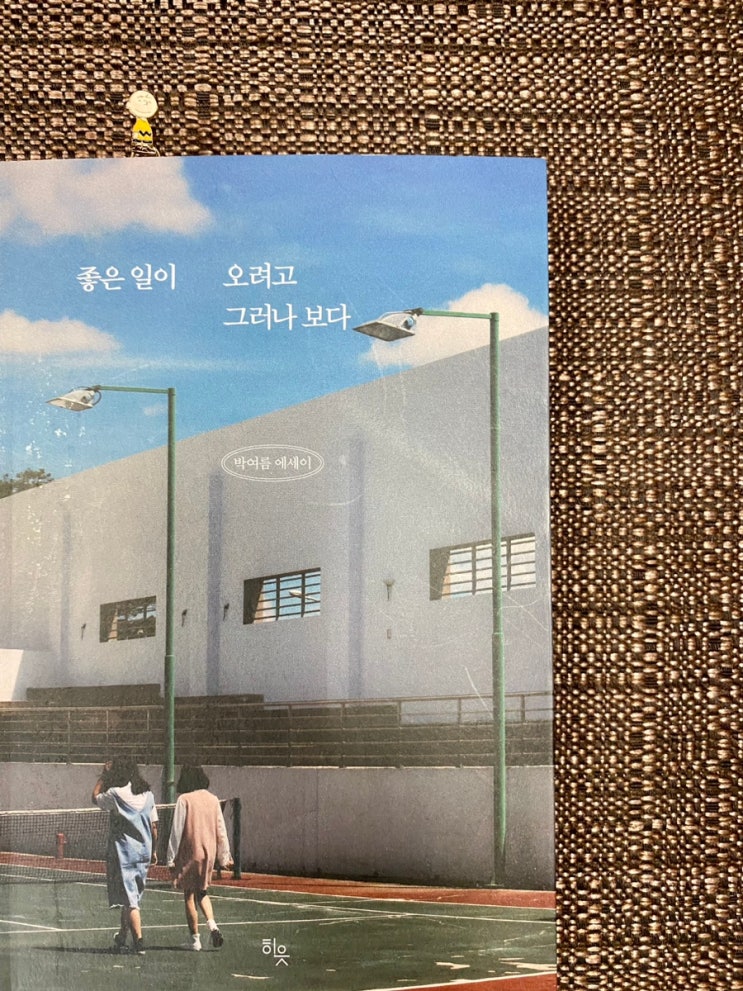 좋은 일이 오려고
그러나 보다
박여름 에세이
히읏